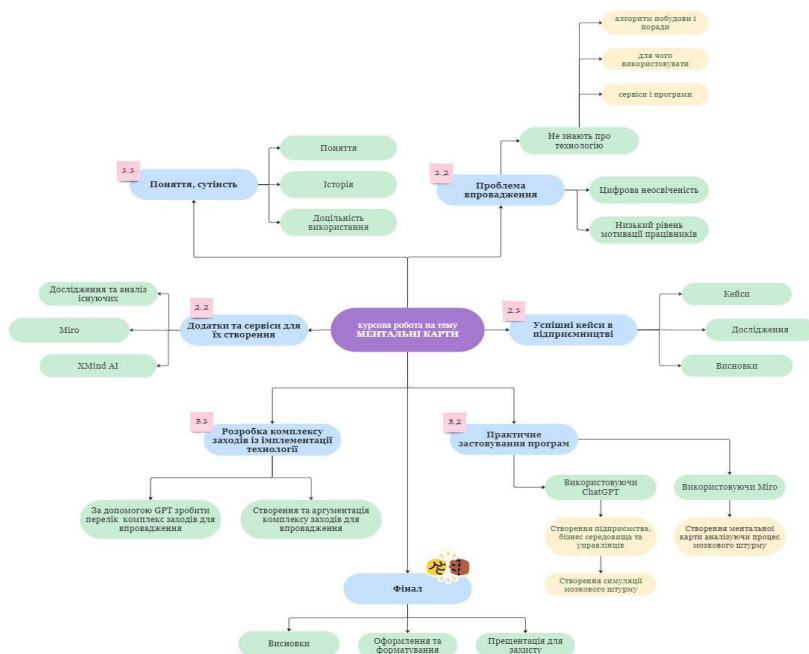 алгоритм побудови і
поради
для чого
використовувати
сервіси і програми
Не знають про
технологію
1.1
Поняття, сутність
Поняття
Історія
Доцільність
використання
1.2
Проблема
впровадження
Цифрова неосвіченість
Низький рівень
мотивації працівників
курсова робота на тему
МЕНТАЛЬНІ КАРТИ
2.2
Додатки та сервіси для
їх створення
Дослідження та аналіз
існуючих
Miro
XMind AI
2.1
Успішні кейси в
підприємництві
Кейси
Дослідження
Висновки
3.1
Розробка комплексу
заходів із імплементації
технології
За допомогою GPT зробити
перелік комплекс заходів для
впровадження
Створення та аргументація
комплексу заходів для
впровадження
3.2
Практичне
застовування програм
Використовуючи
ChatGPT
Створення підприємства,
бізнес середовища та
управлінців
Створення симуляції
мозкового штурму
Використовуючи Miro
Створення ментальної
карти аналізуючи процес
мозкового штурму
Фінал
Висновки
Оформлення та
форматування
Прещентація для
захисту